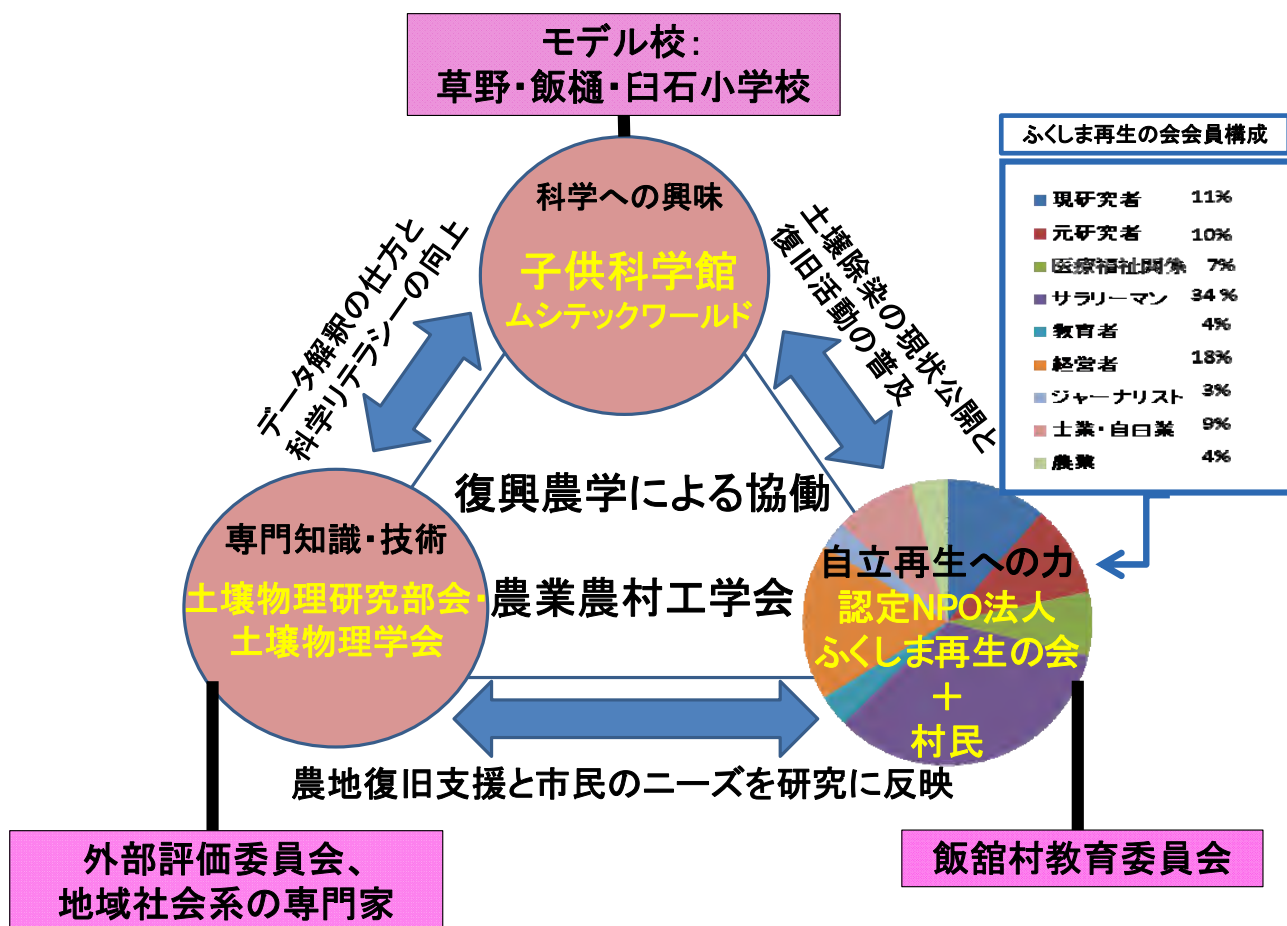 モデル校:
草野・飯樋・臼石小学校
ふくしま再生の会会員構成
現研究者 11%
元研究者 10%
医療福祉関係 7%
サラリーマン 34%
教育者 4%
経営者 18%
ジャーナリスト 3%
士業・自由業 9%
農業 4%
科学への興味
子供科学館
ムシテックワールド
データ解釈の仕方と
科学リテラシーの向上
土壌除染の現状公開と
復旧活動の普及
復興農学による協働
農業農村工学会
専門知識・技術
土壌物理研究部会・
土壌物理学会
自立再生への力
認定NPO法人
ふくしま再生の会
+
村民
農地復旧支援と市民のニーズを研究に反映
外部評価委員会、
地域社会系の専門家
飯舘村教育委員会